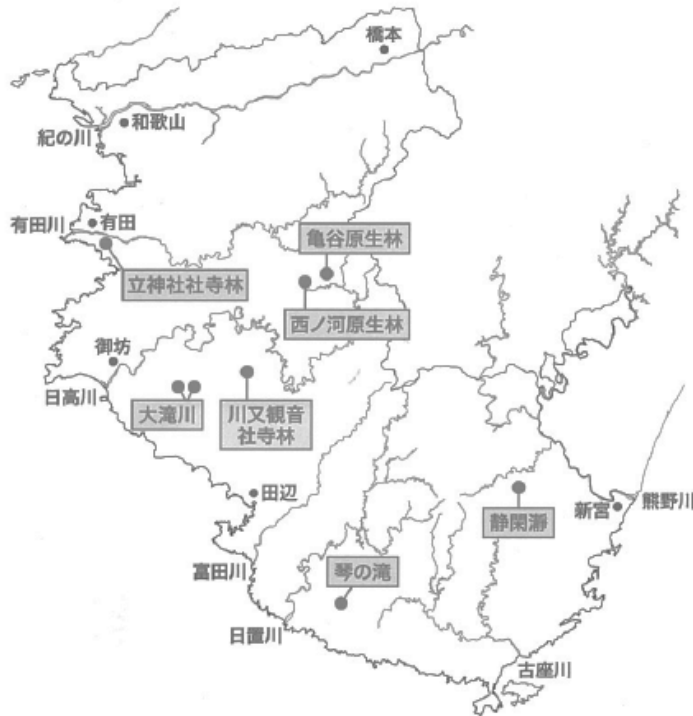 橋本
和歌山
紀の川
有田川
有田
亀谷原生林
立神社社寺林
西ノ河原生林
御坊
日高川
大滝川
川又観音
社寺林
田辺
静閑瀞
新宮
熊野川
富田川
琴の滝
日置川
古座川